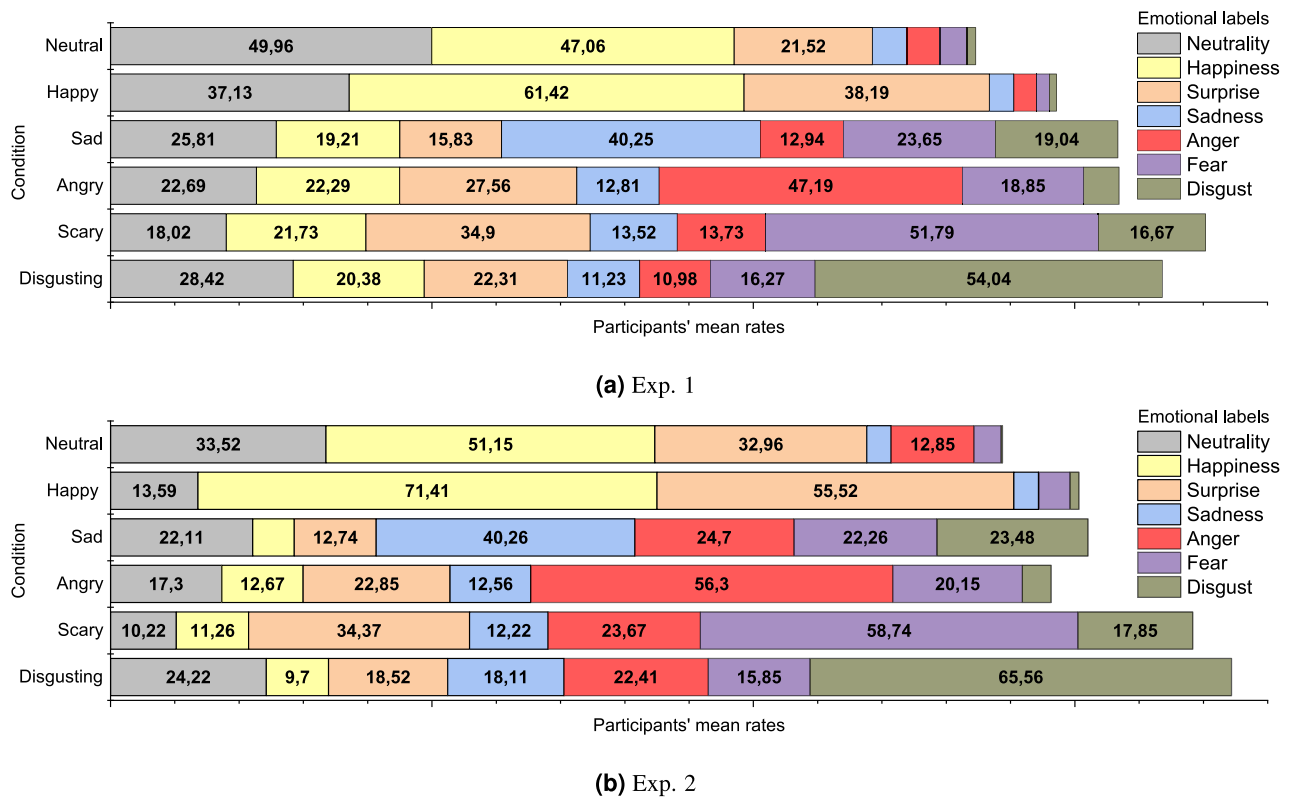 Emotional labels
Neutrality
Happiness
Surprise
Sadness
Anger
Fear
Disgust
Condition
Neutral 49,96 47,06 21,52
Happy 37,13 61,42 38,19
Sad 25,81 19,21 15,83 40,25 12,94 23,65 19,04
Angry 22,69 22,29 27,56 12,81 47,19 18,85
Scary 18,02 21,73 34,9 13,52 13,73 51,79 16,67
Disgusting 28,42 20,38 22,31 11,23 10,98 16,27 54,04
Participants' mean rates
(a) Exp. 1
Emotional labels
Neutrality
Happiness
Surprise
Sadness
Anger
Fear
Disgust
Condition
Neutral 33,52 51,15 32,96 12,85
Happy 13,59 71,41 55,52
Sad 22,11 12,74 40,26 24,7 22,26 23,48
Angry 17,3 12,67 22,85 12,56 56,3 20,15
Scary 10,22 11,26 34,37 12,22 23,67 58,74 17,85
Disgusting 24,22 9,7 18,52 18,11 22,41 15,85 65,56
Participants' mean rates
(b) Exp. 2